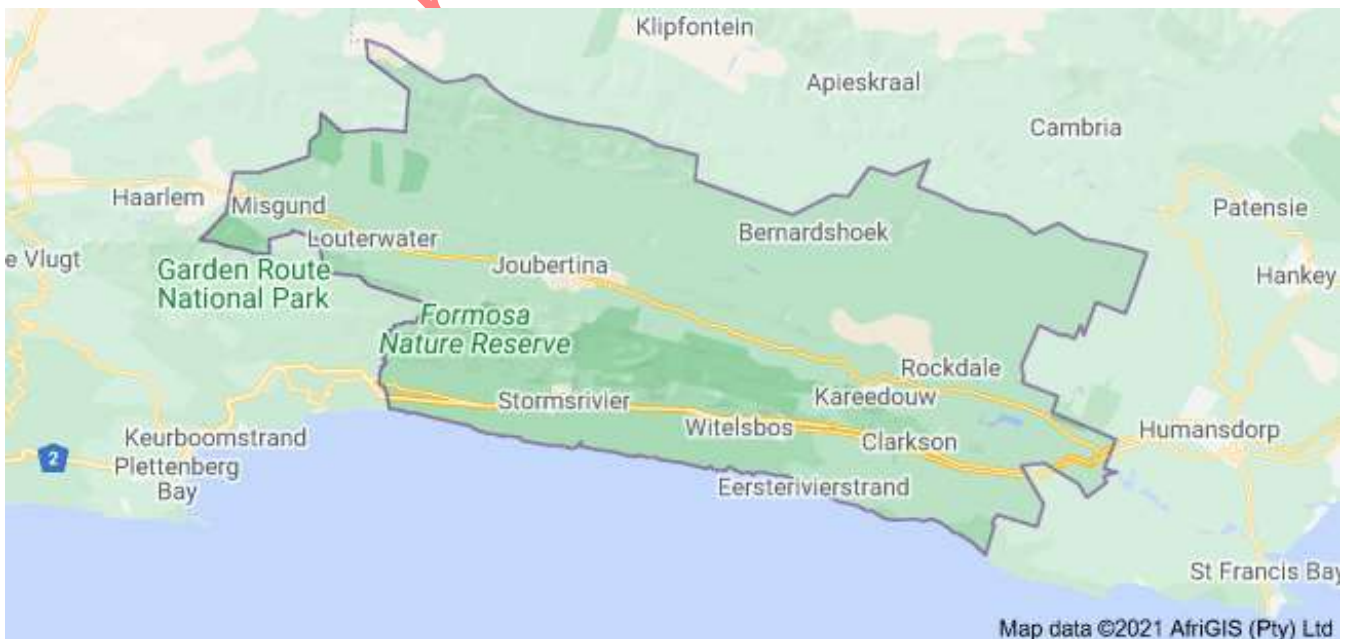 Klipfontein
Apieskraal
Cambria
Haarlem
Misgund
Patensie
Louterwater
Bernardshoek
e Vlugt
Garden Route
National Park
Joubertina
Hankey
Formosa
Nature Reserve
Rockdale
Kareedouw
Stormsrivier
Witelsbos
Keurboomstrand
Clarkson
Humansdorp
2
Plettenberg
Bay
Eersterivierstrand
St Francis Bay
Map data ©2021 AfriGIS (Pty) Ltd